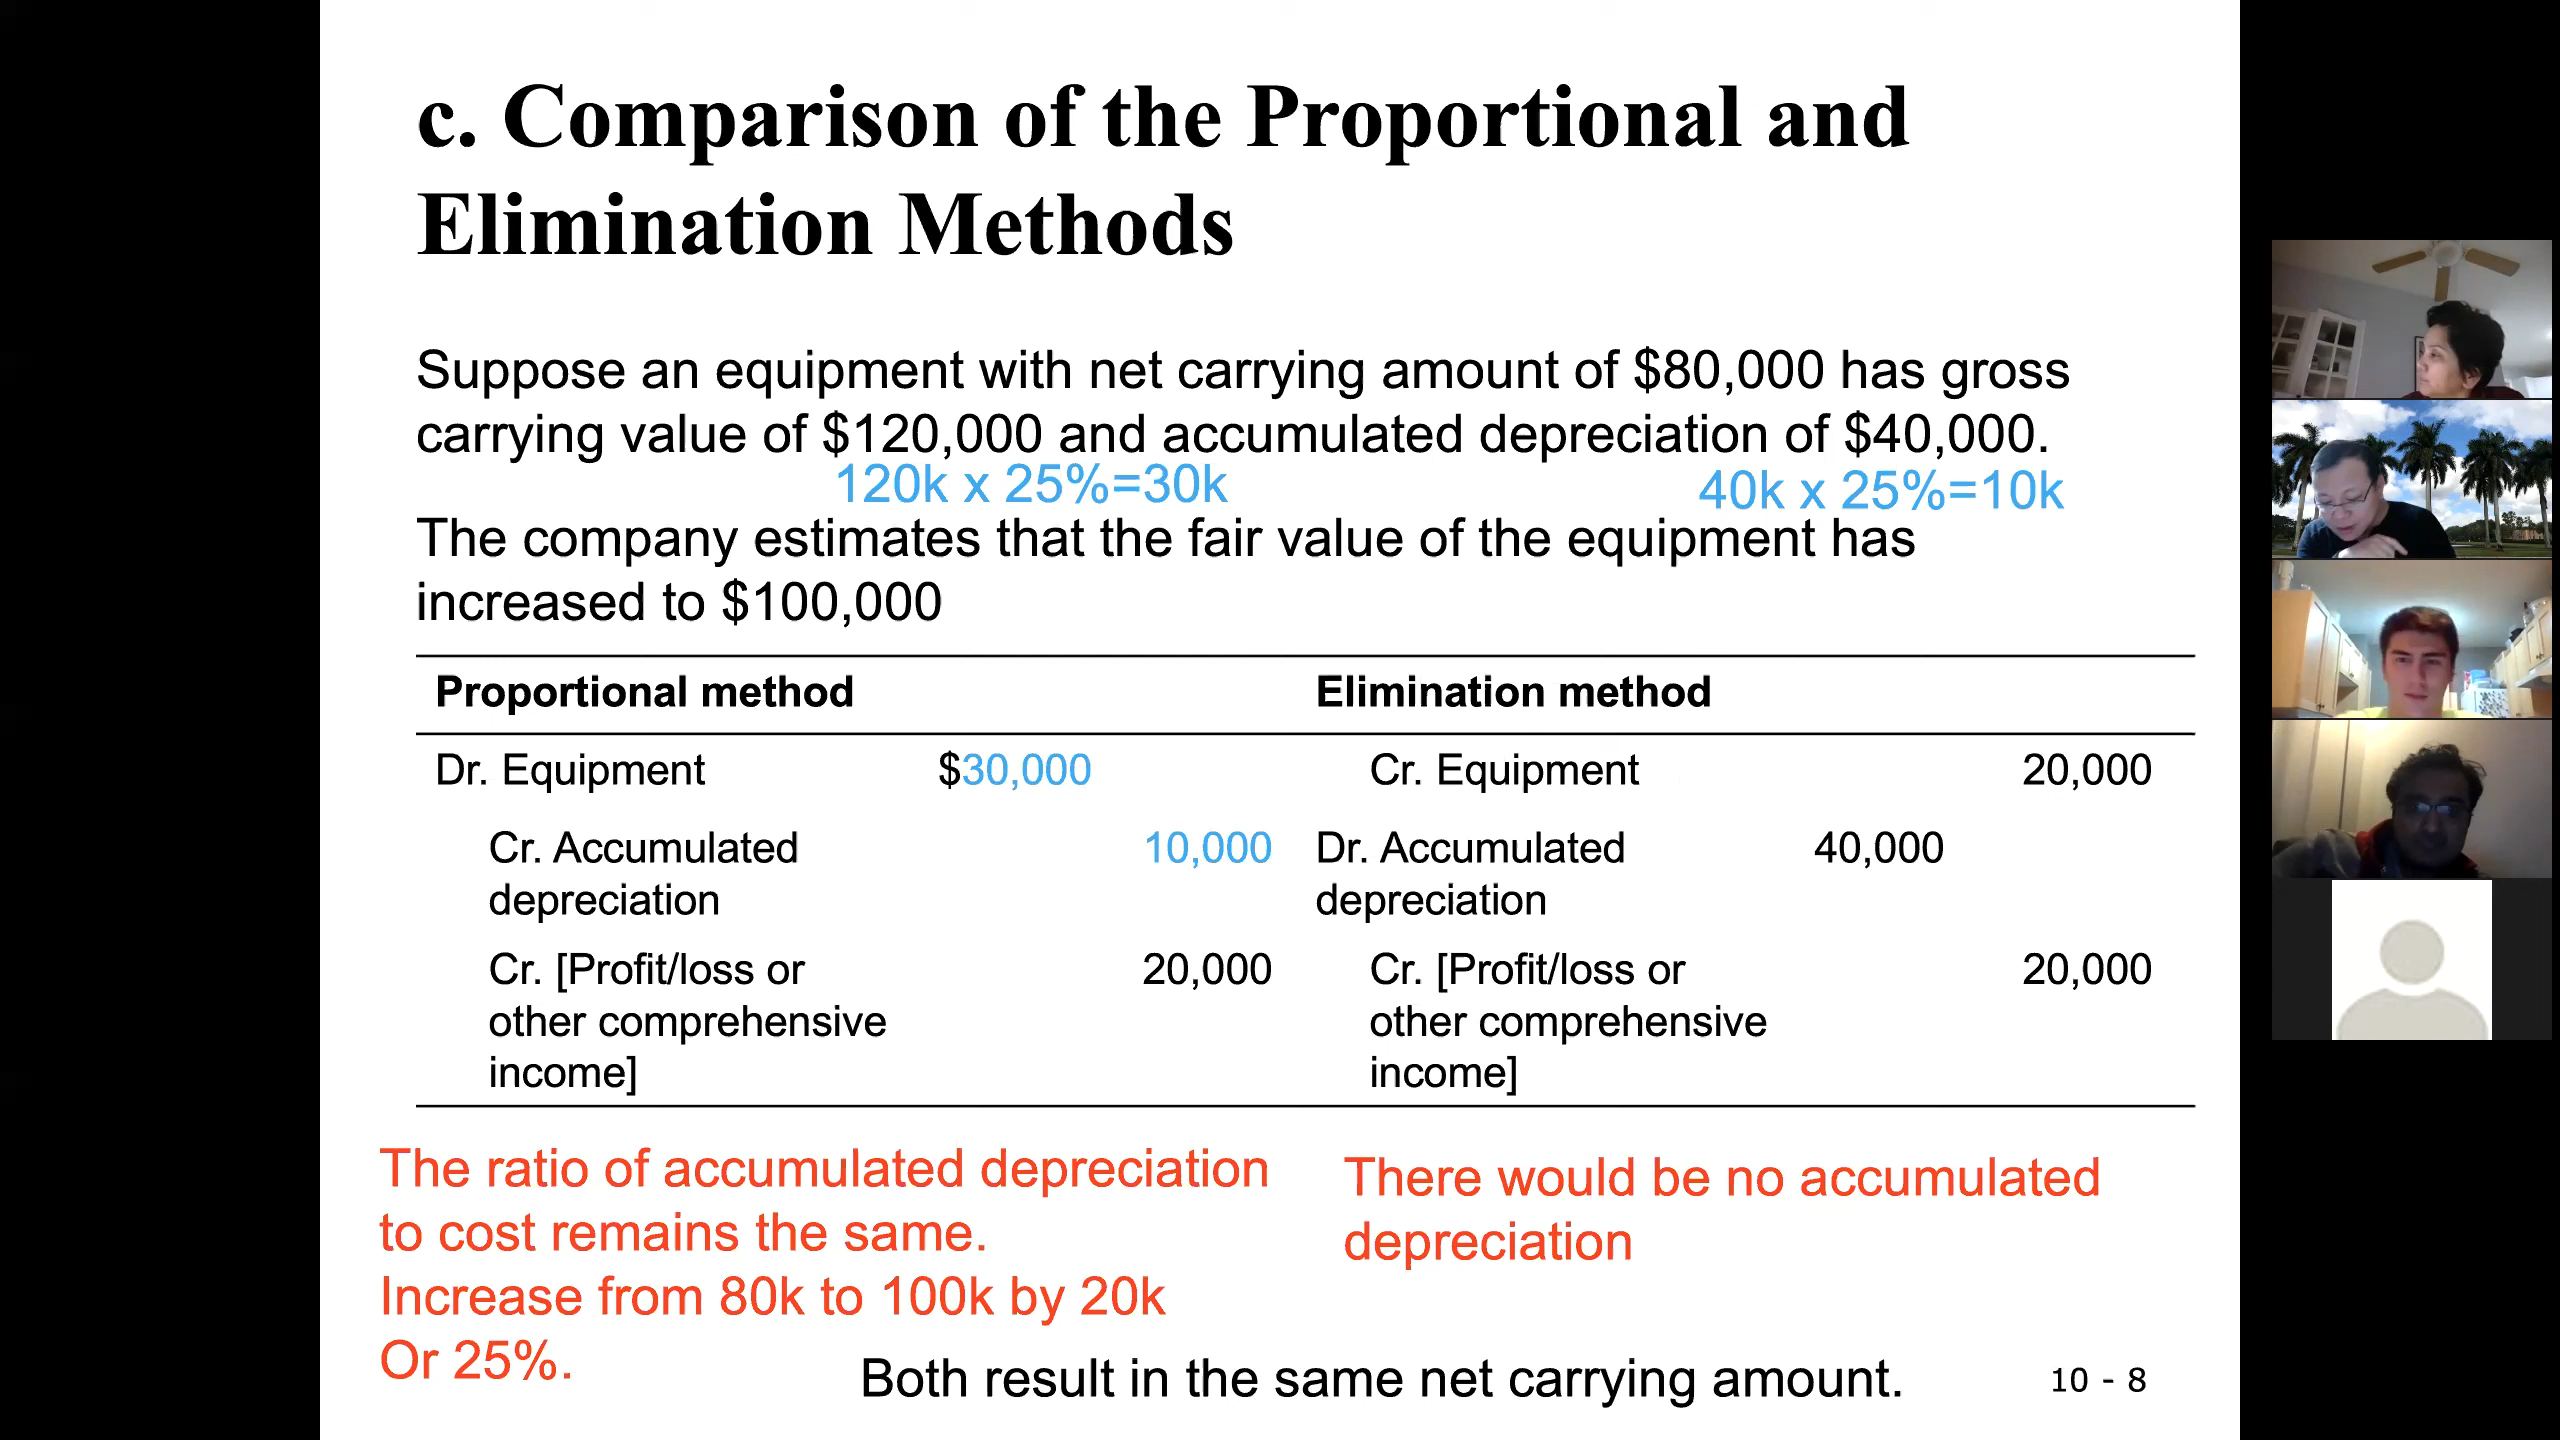 c. Comparison of the Proportional and
Elimination Methods
Suppose an equipment with net carrying amount of $80,000 has gross
carrying value of $120,000 and accumulated depreciation of $40,000.
120k x 25%=30k 40k x 25%=10k
The company estimates that the fair value of the equipment has
increased to $100,000
Proportional method Elimination method
Dr. Equipment $30,000 Cr. Equipment 20,000
Cr. Accumulated 10,000 Dr. Accumulated 40,000
depreciation depreciation
Cr. [Profit/loss or 20,000 Cr. [Profit/loss or 20,000
other comprehensive other comprehensive
income] income]
The ratio of accumulated depreciation
to cost remains the same.
Increase from 80k to 100k by 20k
Or 25%.
There would be no accumulated
depreciation
Both result in the same net carrying amount.
10 - 8